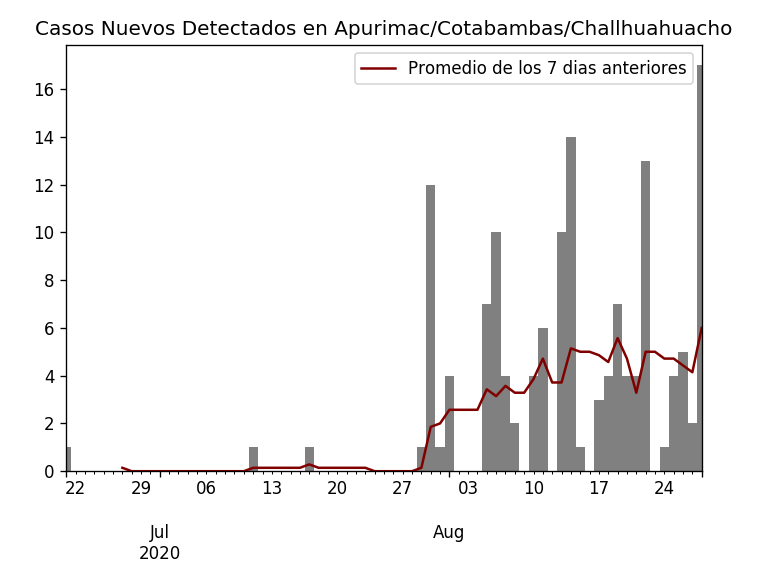 Casos Nuevos Detectados en Apurimac/Cotabambas/Challhuahuacho
Promedio de los 7 dias anteriores
16
14
12
10
8
6
4
2
0
22 29 06 13 20 27 03 10 17 24
Jul Aug
2020